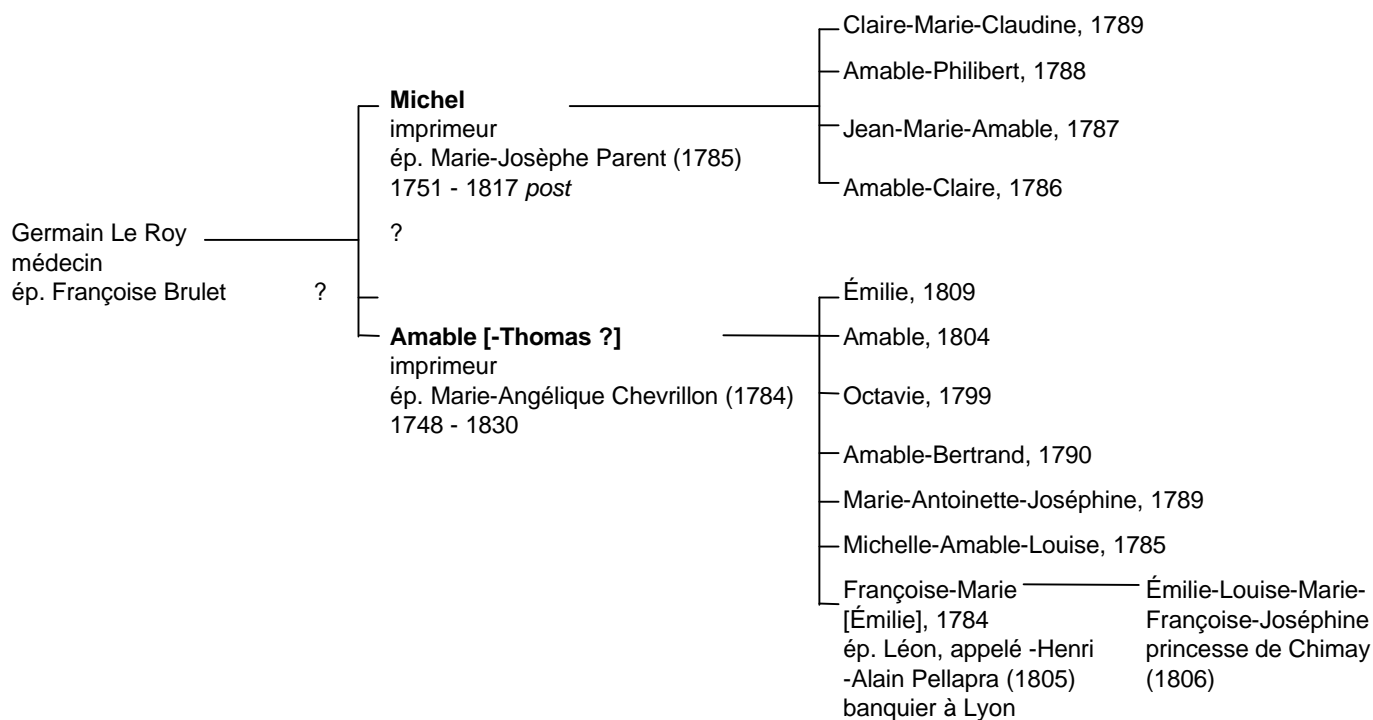 Germain Le Roy
médecin
ép. Françoise Brulet
?
Michel
imprimeur
ép. Marie-Josèphe Parent (1785)
1751 - 1817 post
?
Amable [-Thomas ?]
imprimeur
ép. Marie-Angélique Chevrillon (1784)
1748 - 1830
Claire-Marie-Claudine, 1789
Amable-Philibert, 1788
Jean-Marie-Amable, 1787
Amable-Claire, 1786
Émilie, 1809
Amable, 1804
Octavie, 1799
Amable-Bertrand, 1790
Marie-Antoinette-Joséphine, 1789
Michelle-Amable-Louise, 1785
Françoise-Marie
[Émilie], 1784
ép. Léon, appelé -Henri
-Alain Pellapra (1805)
banquier à Lyon
Émilie-Louise-Marie-
Françoise-Joséphine
princesse de Chimay
(1806)